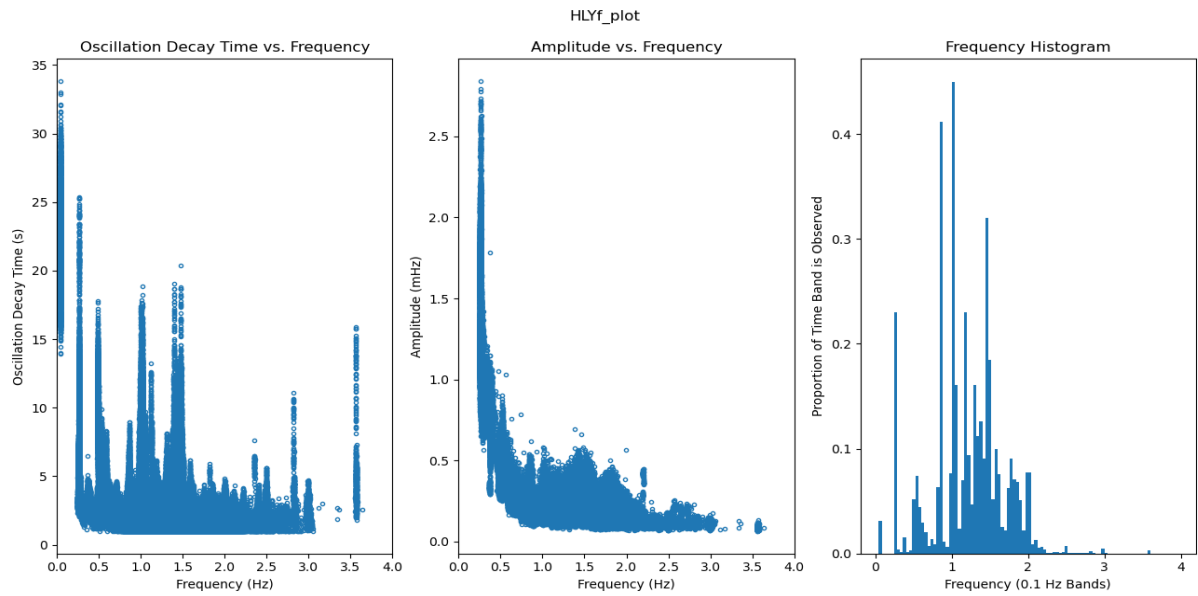 HLYf_plot
Oscillation Decay Time vs. Frequency
Oscillation Decay Time (s)
35
30
25
20
15
10
5
0
0.0 0.5 1.0 1.5 2.0 2.5 3.0 3.5 4.0
Frequency (Hz)
Amplitude vs. Frequency
Amplitude (mHz)
2.5
2.0
1.5
1.0
0.5
0.0
0.0 0.5 1.0 1.5 2.0 2.5 3.0 3.5 4.0
Frequency (Hz)
Frequency Histogram
Proportion of Time Band is Observed
0.4
0.3
0.2
0.1
0.0
0 1 2 3 4
Frequency (0.1 Hz Bands)